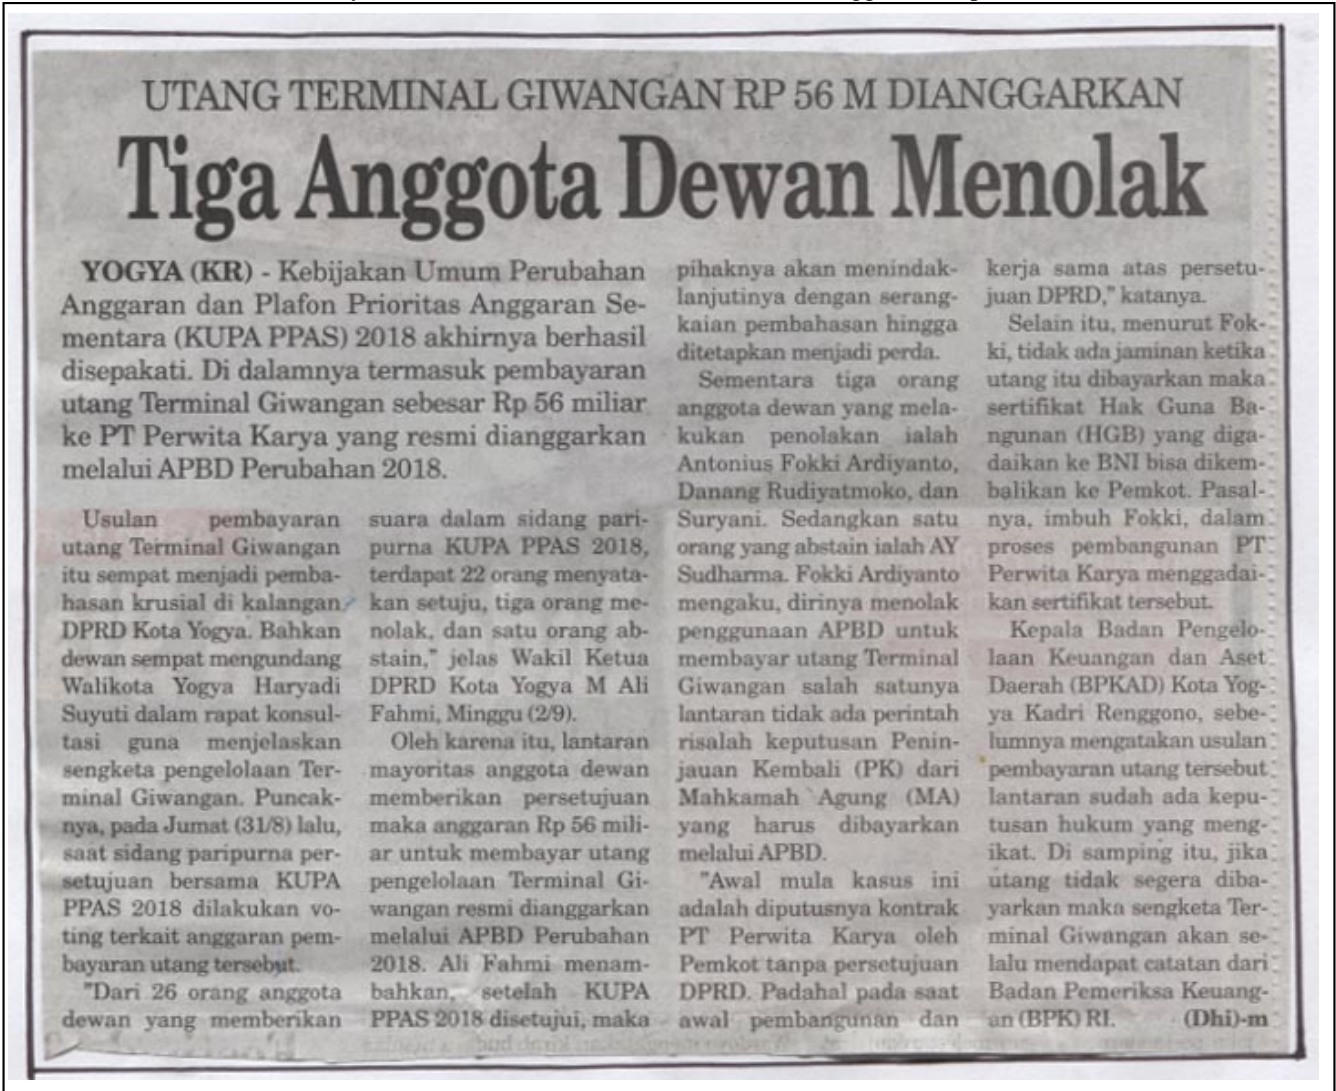 UTANG TERMINAL GIWANGAN RP 56 M DIANGGARKAN
Tiga Anggota Dewan Menolak
YOGYA (KR) - Kebijakan Umum Perubahan
Anggaran dan Plafon Prioritas Anggaran Se-
mentara (KUPA PPAS) 2018 akhirnya berhasil
disepakati. Di dalamnya termasuk pembayaran
utang Terminal Giwangan sebesar Rp 56 miliar
ke PT Perwita Karya yang resmi dianggarkan
melalui APBD Perubahan 2018.
Usulan pembayaran
utang Terminal Giwangan
itu sempat menjadi pemba-
hasan krusial di kalangan
DPRD Kota Yogya. Bahkan
dewan sempat mengundang
Walikota Yogya Haryadi
Suyuti dalam rapat konsul-
tasi guna menjelaskan
sengketa pengelolaan Ter-
minal Giwangan. Puncak-
nya, pada Jumat (31/8) lalu,
saat sidang paripurna per-
setujuan bersama KUPA
PPAS 2018 dilakukan vo-
ting terkait anggaran pem-
bayaran utang tersebut.
"Dari 26 orang anggota
dewan yang memberikan
suara dalam sidang pari-
purna KUPA PPAS 2018,
terdapat 22 orang menyata-
kan setuju, tiga orang me-
nolak, dan satu orang ab-
stain," jelas Wakil Ketua
DPRD Kota Yogya M Ali
Fahmi, Minggu (2/9).
Oleh karena itu, lantaran
mayoritas anggota dewan
memberikan persetujuan
maka anggaran Rp 56 mili-
ar untuk membayar utang
pengelolaan Terminal Gi-
wangan resmi dianggarkan
melalui APBD Perubahan
2018. Ali Fahmi menam-
bahkan, setelah KUPA
PPAS 2018 disetujui, maka
pihaknya akan menindak-
lanjutinya dengan serang-
kaian pembahasan hingga
ditetapkan menjadi perda.
Sementara tiga orang
anggota dewan yang mela-
kukan penolakan ialah
Antonius Fokki Ardiyanto,
Danang Rudiyatmoko, dan
Suryani. Sedangkan satu
orang yang abstain ialah AY
Sudharma. Fokki Ardiyanto
mengaku, dirinya menolak
penggunaan APBD untuk
membayar utang Terminal
Giwangan salah satunya
lantaran tidak ada perintah
risalah keputusan Penin-
jauan Kembali (PK) dari
Mahkamah Agung (MA)
yang harus dibayarkan
melalui APBD.
"Awal mula kasus ini
adalah diputusnya kontrak
PT Perwita Karya oleh
Pemkot tanpa persetujuan
DPRD. Padahal pada saat
awal pembangunan dan
kerja sama atas persetu-
juan DPRD," katanya.
Selain itu, menurut Fok-
ki, tidak ada jaminan ketika
utang itu dibayarkan maka
sertifikat Hak Guna Ba-
ngunan (HGB) yang diga-
daikan ke BNI bisa dikem-
balikan ke Pemkot. Pasal-
nya, imbuh Fokki, dalam
proses pembangunan PT
Perwita Karya menggadai-
kan sertifikat tersebut.
Kepala Badan Pengelo-
laan Keuangan dan Aset
Daerah (BPKAD) Kota Yog-
ya Kadri Renggono, sebe-
lumnya mengatakan usulan
pembayaran utang tersebut
lantaran sudah ada kepu-
tusan hukum yang meng-
ikat. Di samping itu, jika
utang tidak segera diba-
yarkan maka sengketa Ter-
minal Giwangan akan se-
lalu mendapat catatan dari
Badan Pemeriksa Keuang-
an (BPK) RI. (Dhi)-m